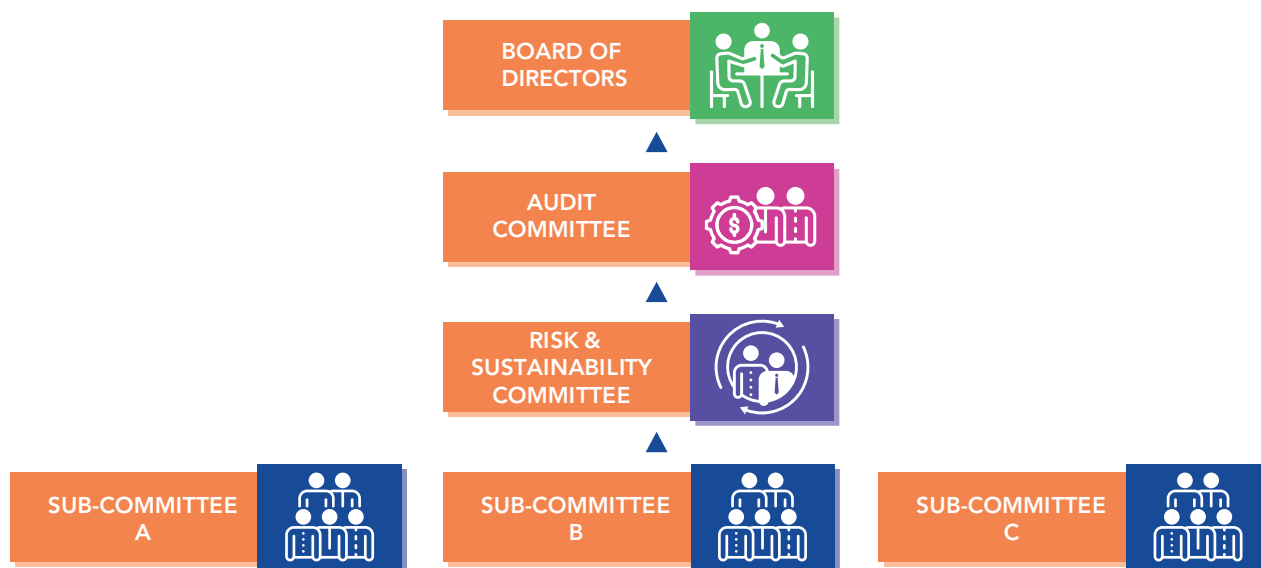 BOARD OF
DIRECTORS
AUDIT
COMMITTEE
RISK &
SUSTAINABILITY
COMMITTEE
SUB-COMMITTEE
A
SUB-COMMITTEE
B
SUB-COMMITTEE
C